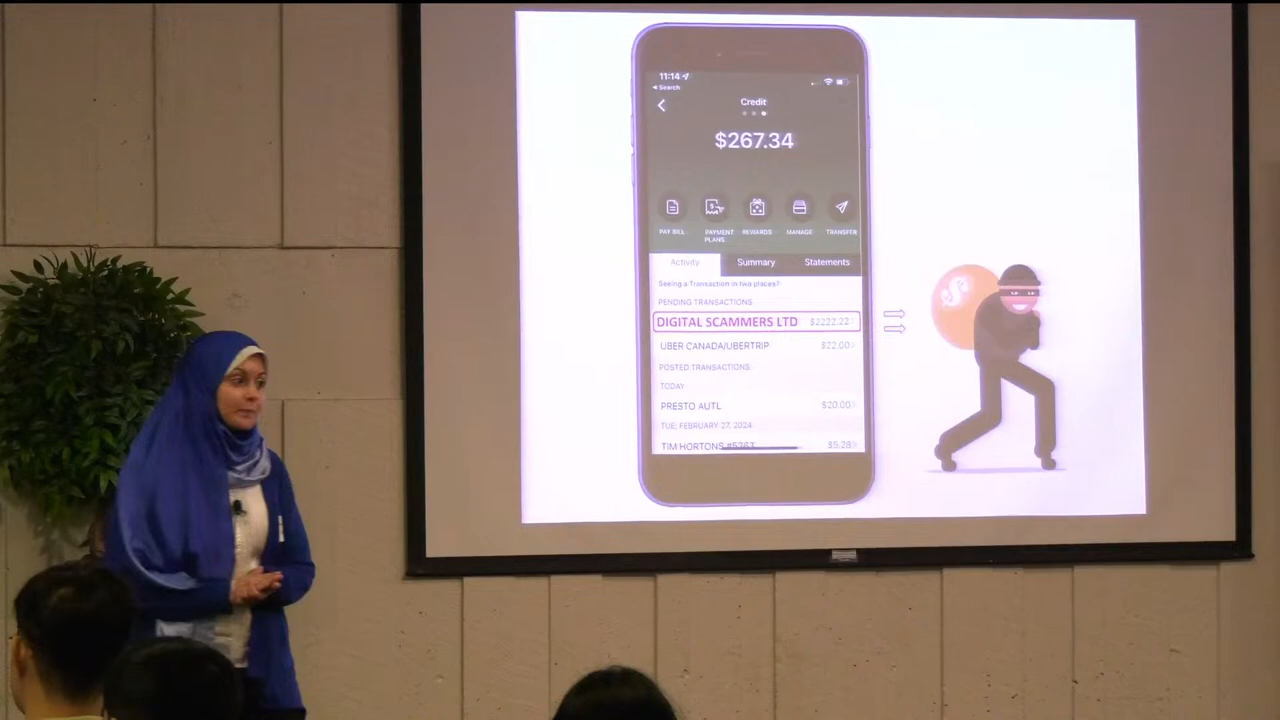 11:14
Search
Credit
$267.34
PAY BILL PAYMENT PLANS REWARDS MANAGE TRANSFER
Activity Summary Statements
Seeing a Transaction in two places?
PENDING TRANSACTIONS
DIGITAL SCAMMERS LTD $2222.22
UBER CANADA/UBERTRIP $22.00
POSTED TRANSACTIONS
TODAY
PRESTO AUTL $20.00
TUE, FEBRUARY 27, 2024
TIM HORTONS #5367 $5.28
$